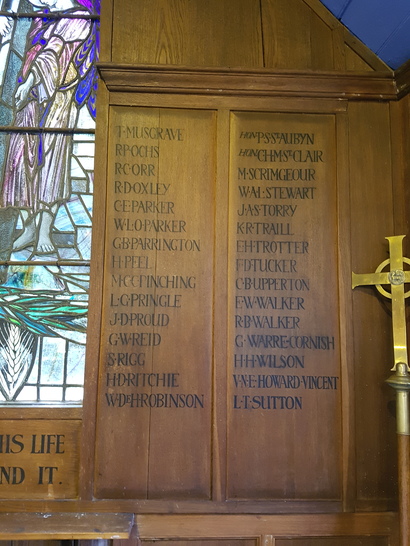 T·MUSGRAVE
R·P·OCHS
R·C·ORR
R·D·OXLEY
C·E·PARKER
W·L·O·PARKER
G·B·PARRINGTON
H·PEEL
M·G·C·PINCHING
L·G·PRINGLE
J·D·PROUD
G·W·REID
S·RIGG
H·D·RITCHIE
W·DEH·ROBINSON
HON P·S·ST AUBYN
HON C·H·M·ST CLAIR
M·SCRIMGEOUR
W·A·L·STEWART
J·A·STORRY
K·R·TRAILL
E·H·TROTTER
F·D·TUCKER
C·B·UPPERTON
F·W·WALKER
R·B·WALKER
G·WARRE-CORNISH
H·H·WILSON
V·N·E·HOWARD·VINCENT
L·T·SUTTON
HIS LIFE
ND IT.